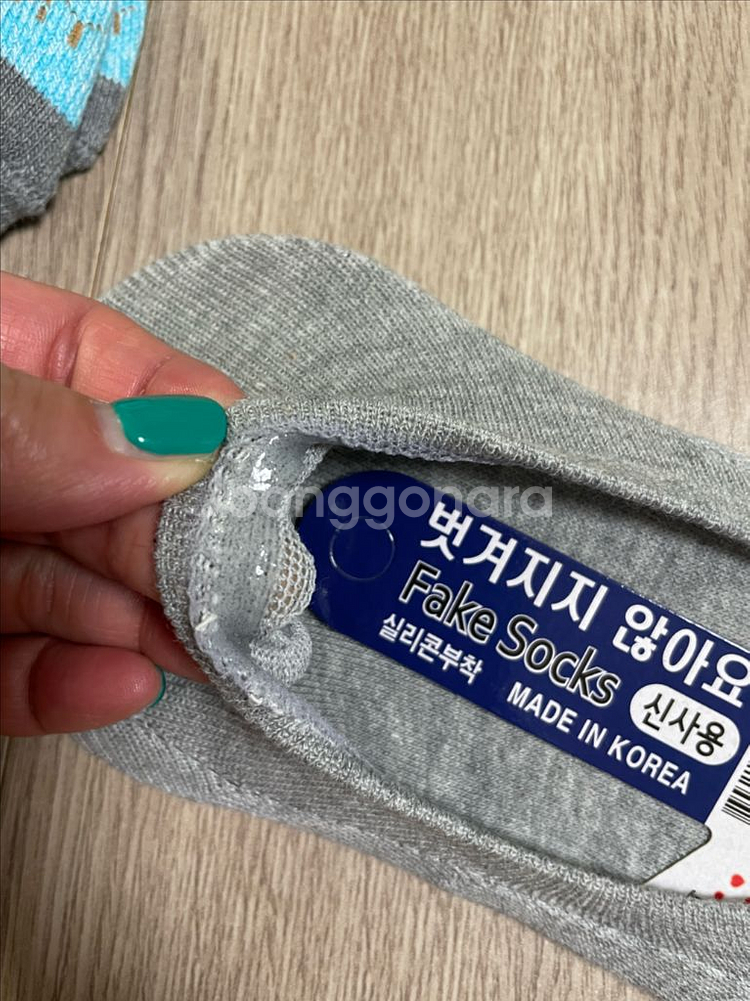 벗겨지지 않아요
Fake Socks
실리콘부착
신사용
MADE IN KOREA
bunggonara